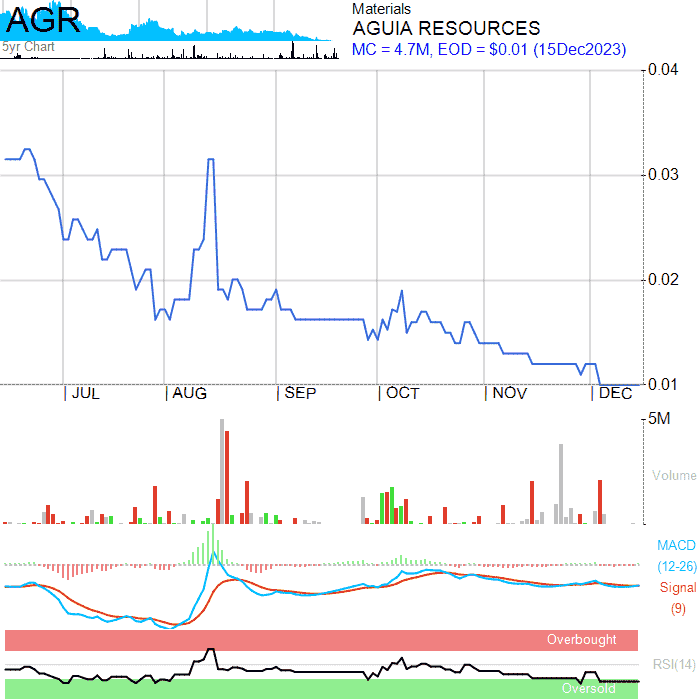 AGR
5yr Chart
Materials
AGUIA RESOURCES
MC = 4.7M, EOD = $0.01 (15Dec2023)
0.04
0.03
0.02
0.01
JUL AUG SEP OCT NOV DEC
5M
Volume
MACD
(12-26)
Signal
(9)
Overbought
RSI(14)
Oversold